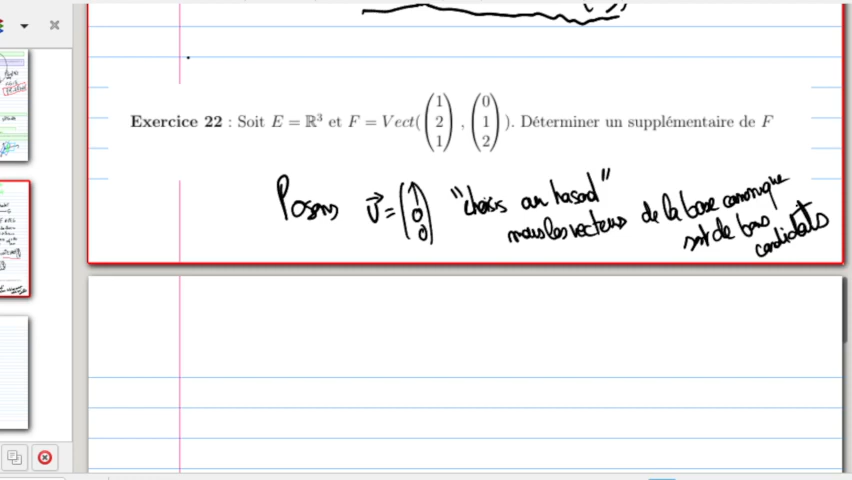 Exercice 22 : Soit E = ℝ³ et F = Vect( (1 2 1) , (0 1 2) ). Déterminer un supplémentaire de F
Posons v⃗ = (1 0 0) "choisis au hasard"
mais les vecteurs de la base canonique
sont de bons
candidats